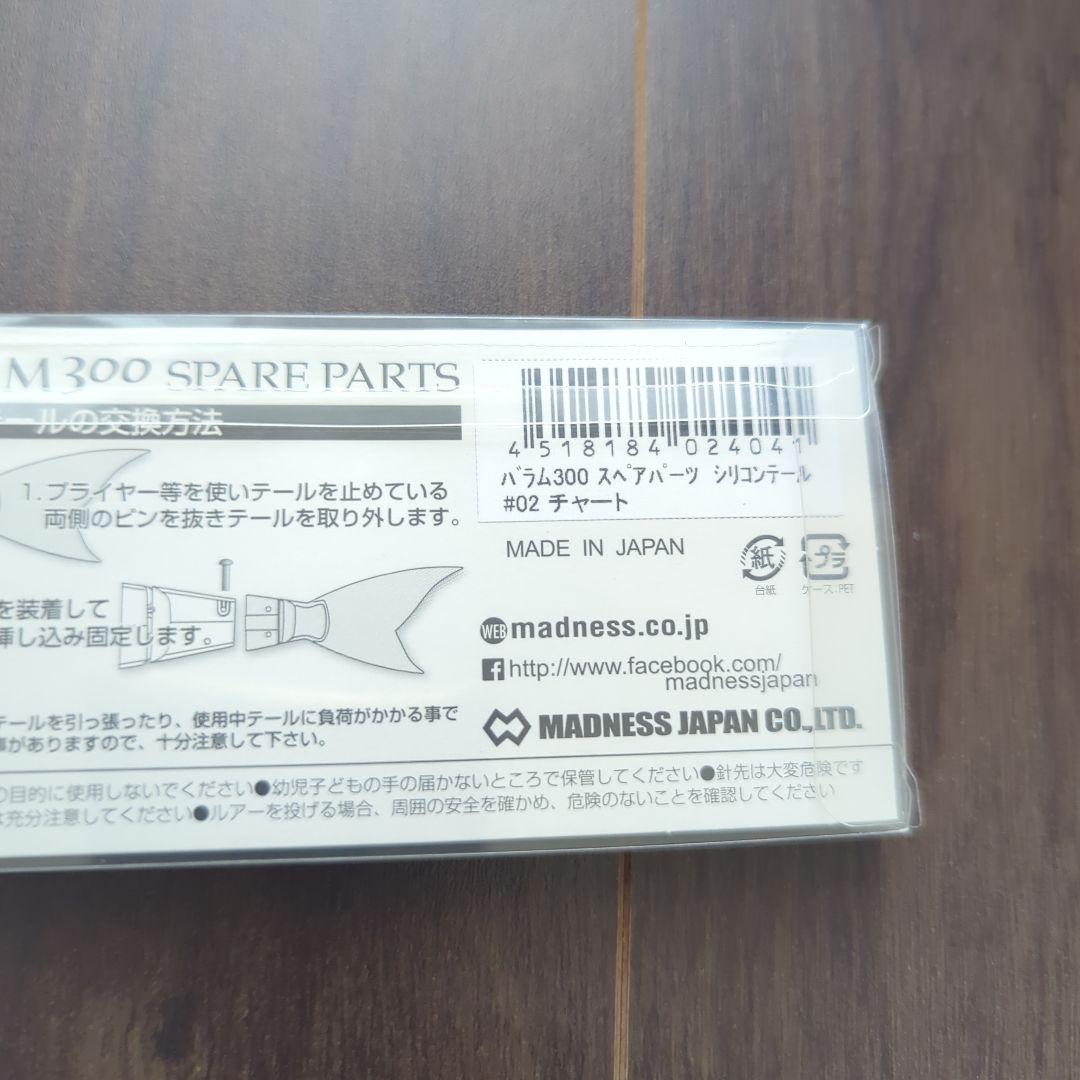 M300 SPARE PARTS
テールの交換方法
1.プライヤー等を使いテールを止めている
両側のピンを抜きテールを取り外します。
を装着して
挿し込み固定します。
テールを引っ張ったり、使用中テールに負荷がかかる事で
事がありますので、十分注意して下さい。
4 518184 024041
バラム300 スペアパーツ シリコンテール
#02 チャート
MADE IN JAPAN
紙
台紙
プラ
ケース:PET
WEB madness.co.jp
f http://www.facebook.com/
madnessjapan
MADNESS JAPAN CO.,LTD.
の目的に使用しないでください●幼児子どもの手の届かないところで保管してください●針先は大変危険です
は充分注意してください●ルアーを投げる場合、周囲の安全を確かめ、危険のないことを確認してください